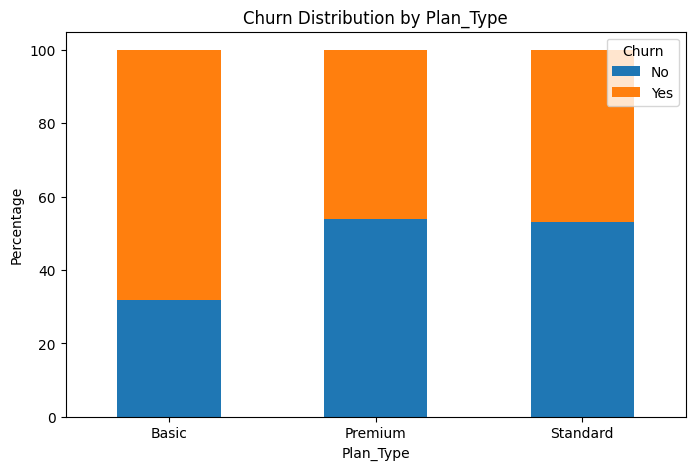 Churn Distribution by Plan_Type
Churn
No
Yes
100
80
60
40
20
0
Percentage
Basic
Premium
Standard
Plan_Type